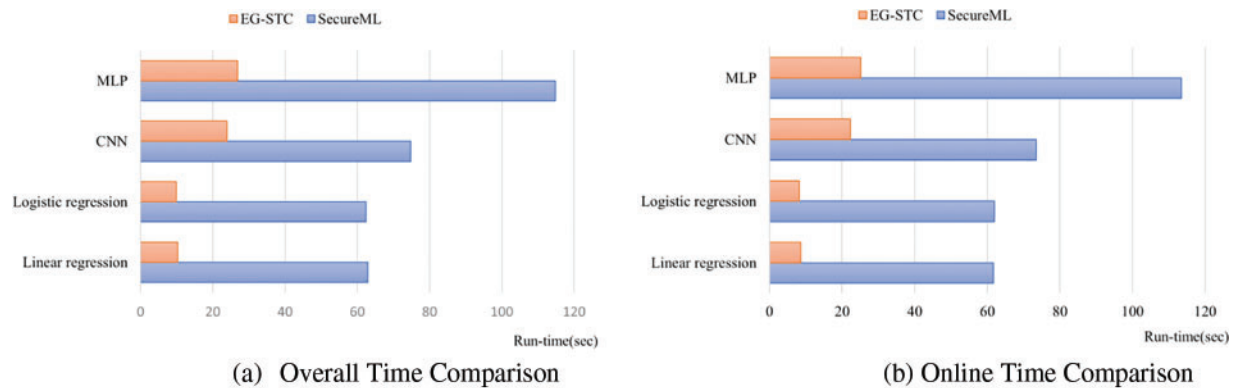 EG-STC SecureML
MLP
CNN
Logistic regression
Linear regression
0 20 40 60 80 100 120
Run-time(sec)
(a) Overall Time Comparison
EG-STC SecureML
MLP
CNN
Logistic regression
Linear regression
0 20 40 60 80 100 120
Run-time(sec)
(b) Online Time Comparison